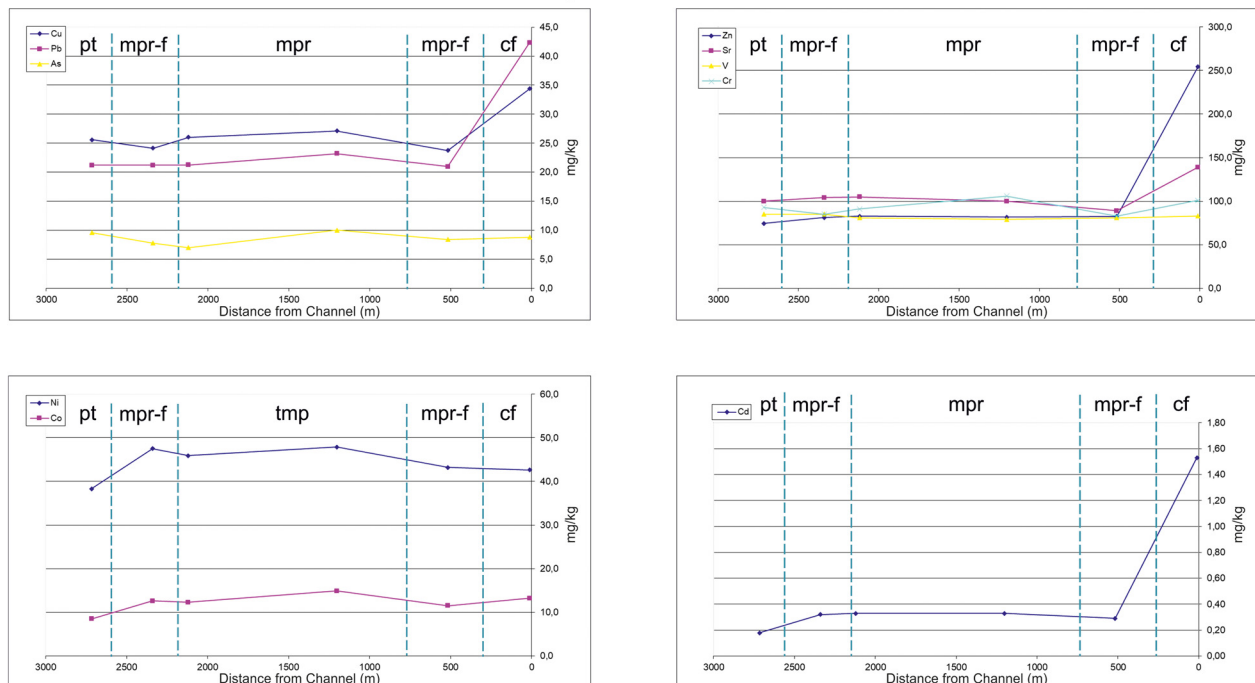 Cu
Pb
As
pt mpr-f mpr mpr-f cf
45,0
40,0
35,0
30,0
25,0
20,0
15,0
10,0
5,0
0,0
mg/kg
3000 2500 2000 1500 1000 500 0
Distance from Channel (m)
Zn
Sr
V
Cr
pt mpr-f mpr mpr-f cf
300,0
250,0
200,0
150,0
100,0
50,0
0,0
mg/kg
3000 2500 2000 1500 1000 500 0
Distance from Channel (m)
Ni
Co
pt mpr-f tmp mpr-f cf
60,0
50,0
40,0
30,0
20,0
10,0
0,0
mg/kg
3000 2500 2000 1500 1000 500 0
Distance from Channel (m)
Cd
pt mpr-f mpr mpr-f cf
1,80
1,60
1,40
1,20
1,00
0,80
0,60
0,40
0,20
0,00
mg/kg
3000 2500 2000 1500 1000 500 0
Distance from Channel (m)